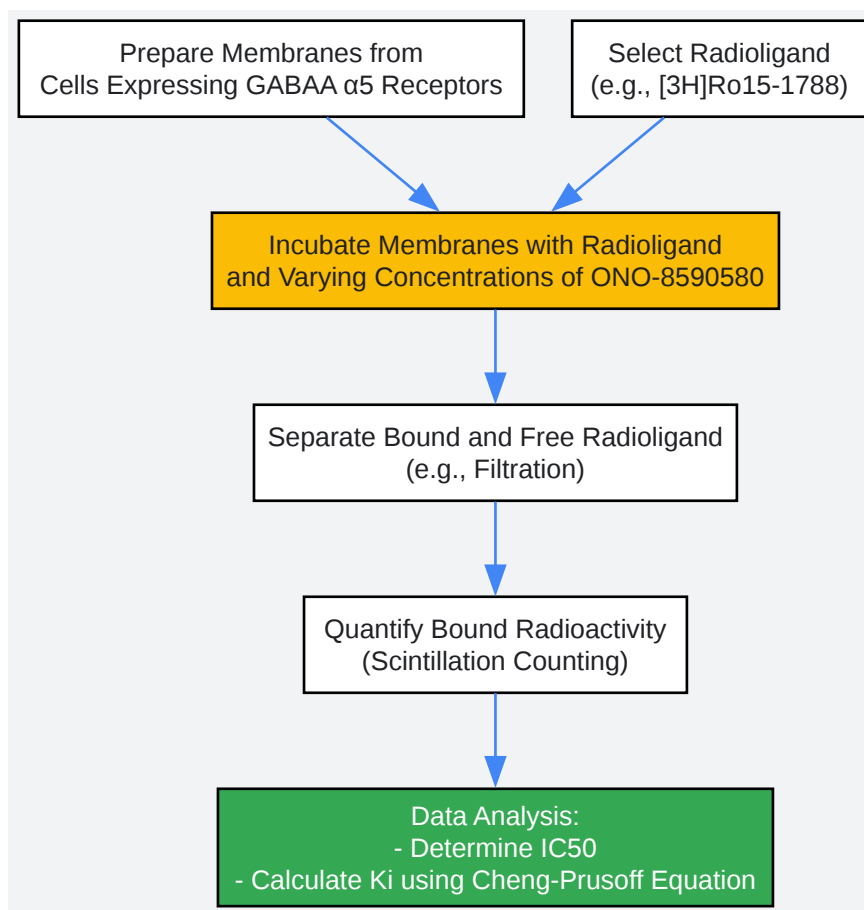 Prepare Membranes from
Cells Expressing GABAA α5 Receptors
Select Radioligand
(e.g., [3H]Ro15-1788)
Incubate Membranes with Radioligand
and Varying Concentrations of ONO-8590580
Separate Bound and Free Radioligand
(e.g., Filtration)
Quantify Bound Radioactivity
(Scintillation Counting)
Data Analysis:
- Determine IC50
- Calculate Ki using Cheng-Prusoff Equation